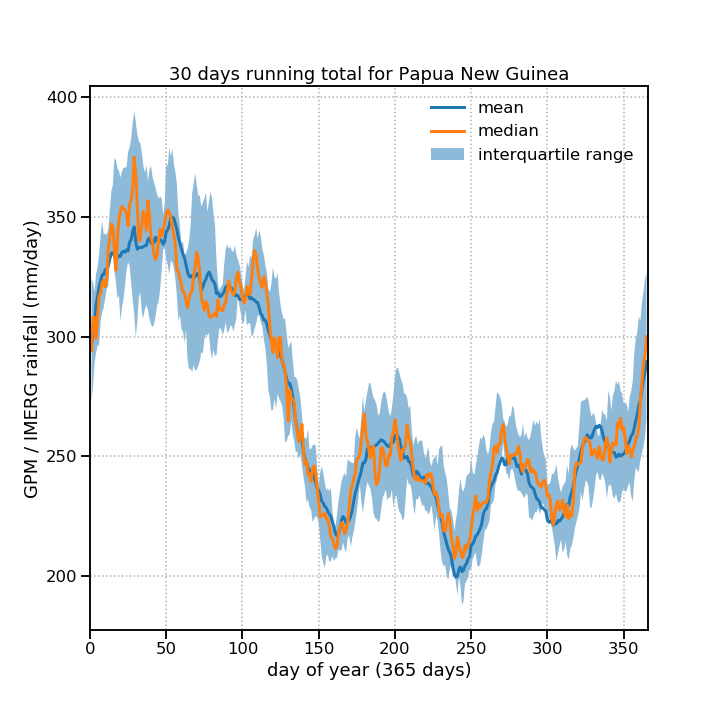 30 days running total for Papua New Guinea
mean
median
interquartile range
GPM / IMERG rainfall (mm/day)
400
350
300
250
200
0 50 100 150 200 250 300 350
day of year (365 days)